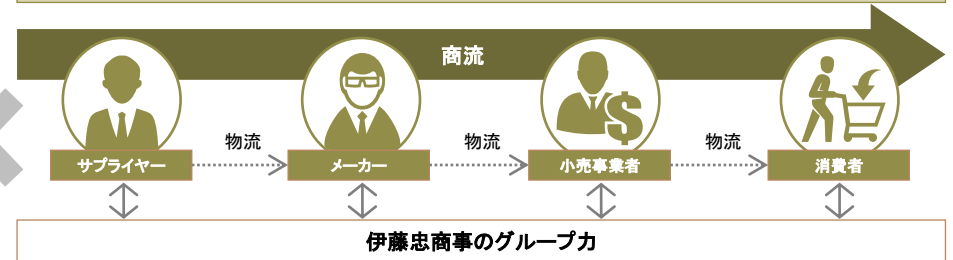 商流
物流
物流
物流
サプライヤー
メーカー
小売事業者
消費者
伊藤忠商事のグループ力